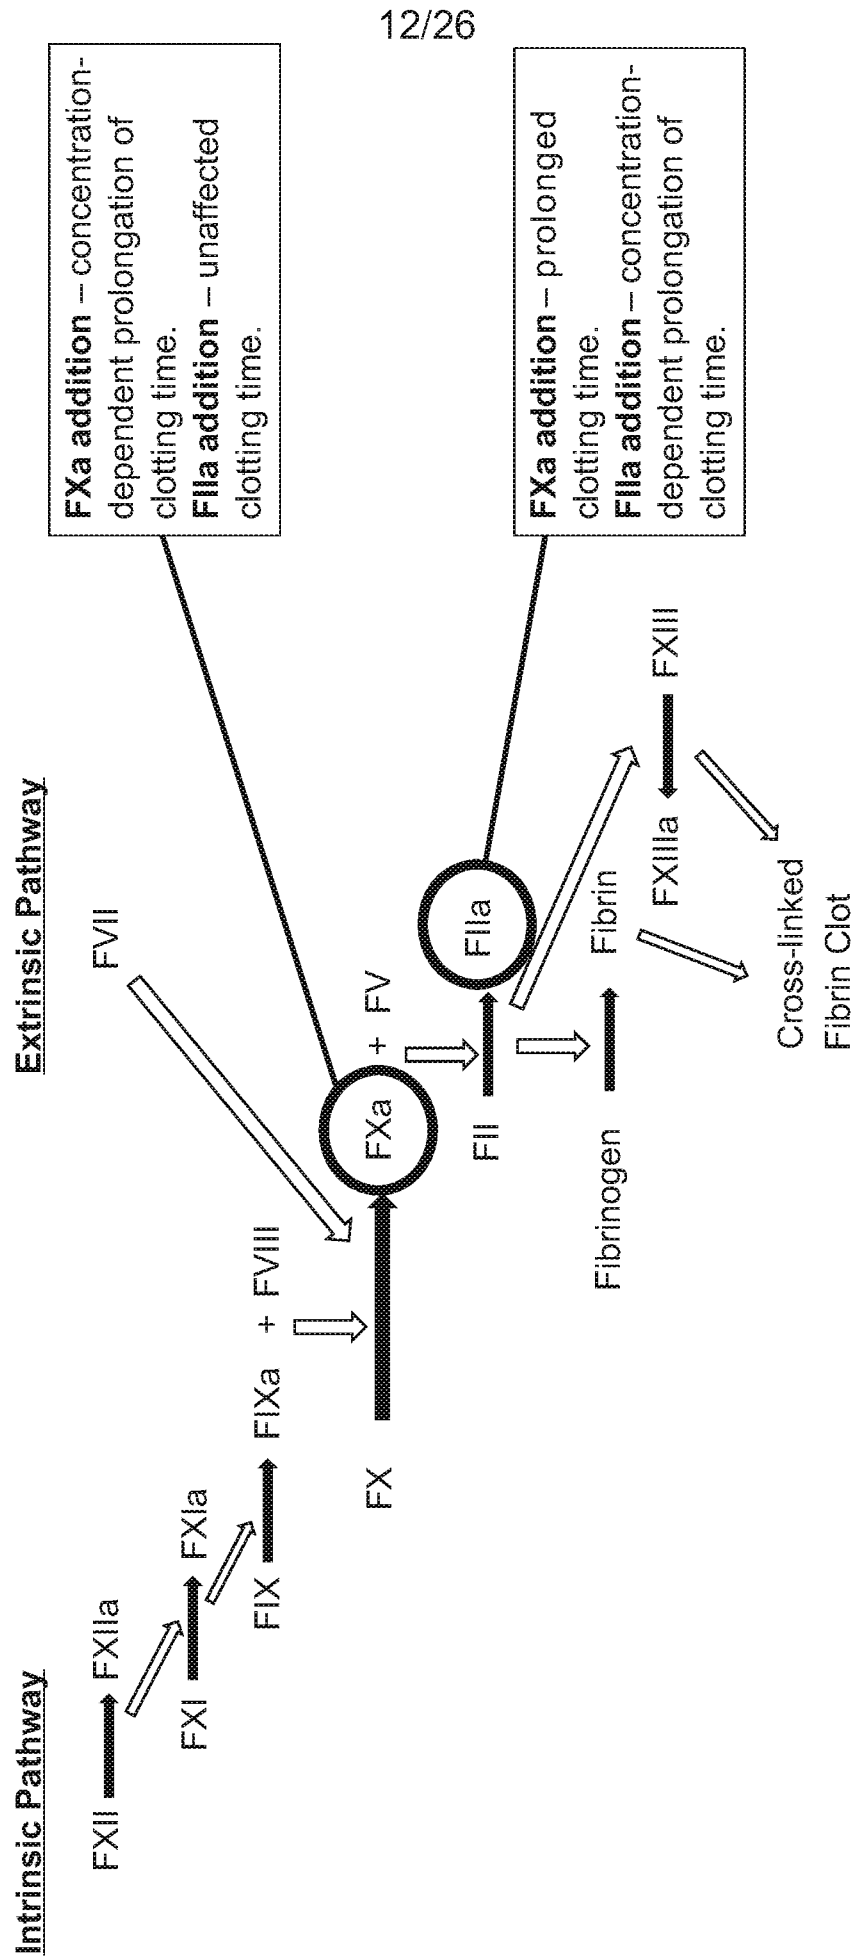 12/26
Intrinsic Pathway
Extrinsic Pathway
FXII
FXIIa
FVII
FXI
FXIa
FIX
FIXa
+ FVIII
FX
FXa
+ FV
FII
FIIa
Fibrinogen
Fibrin
FXIIIa
FXIII
Cross-linked
Fibrin Clot
FXa addition – concentration-
dependent prolongation of
clotting time.
FIIa addition – unaffected
clotting time.
FXa addition – prolonged
clotting time.
FIIa addition – concentration-
dependent prolongation of
clotting time.